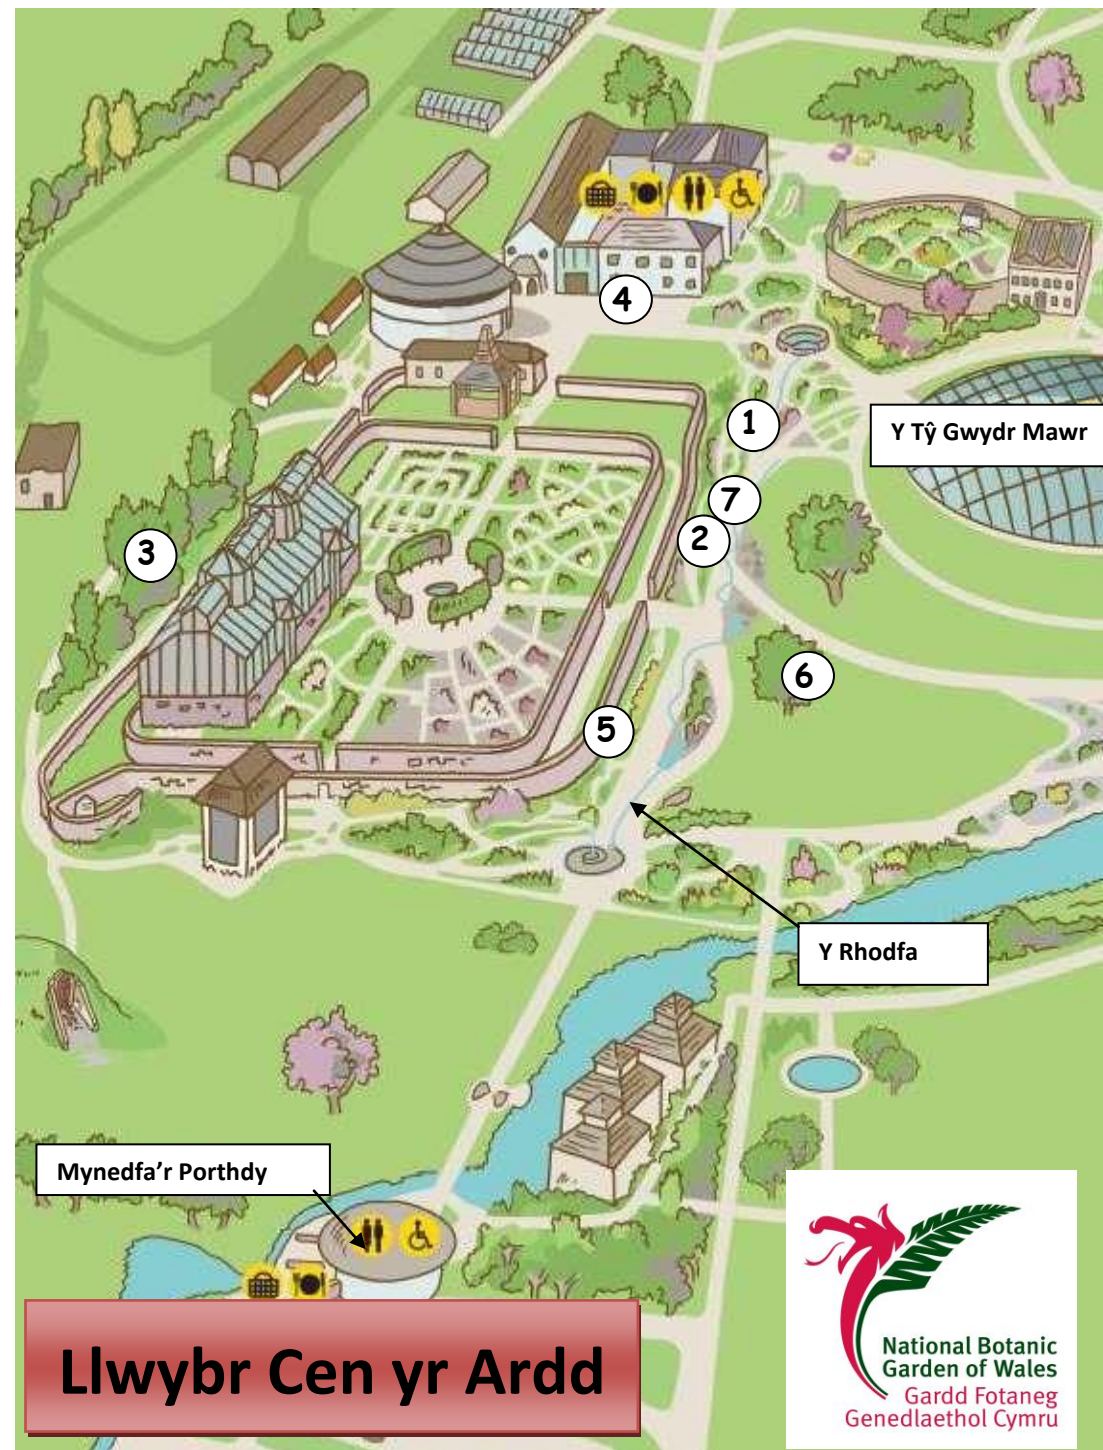 4
1
Y Tŷ Gwydr Mawr
7
2
3
6
5
Y Rhodfa
Mynedfa'r Porthdy
Llwybr Cen yr Ardd
National Botanic
Garden of Wales
Gardd Fotaneg
Genedlaethol Cymru